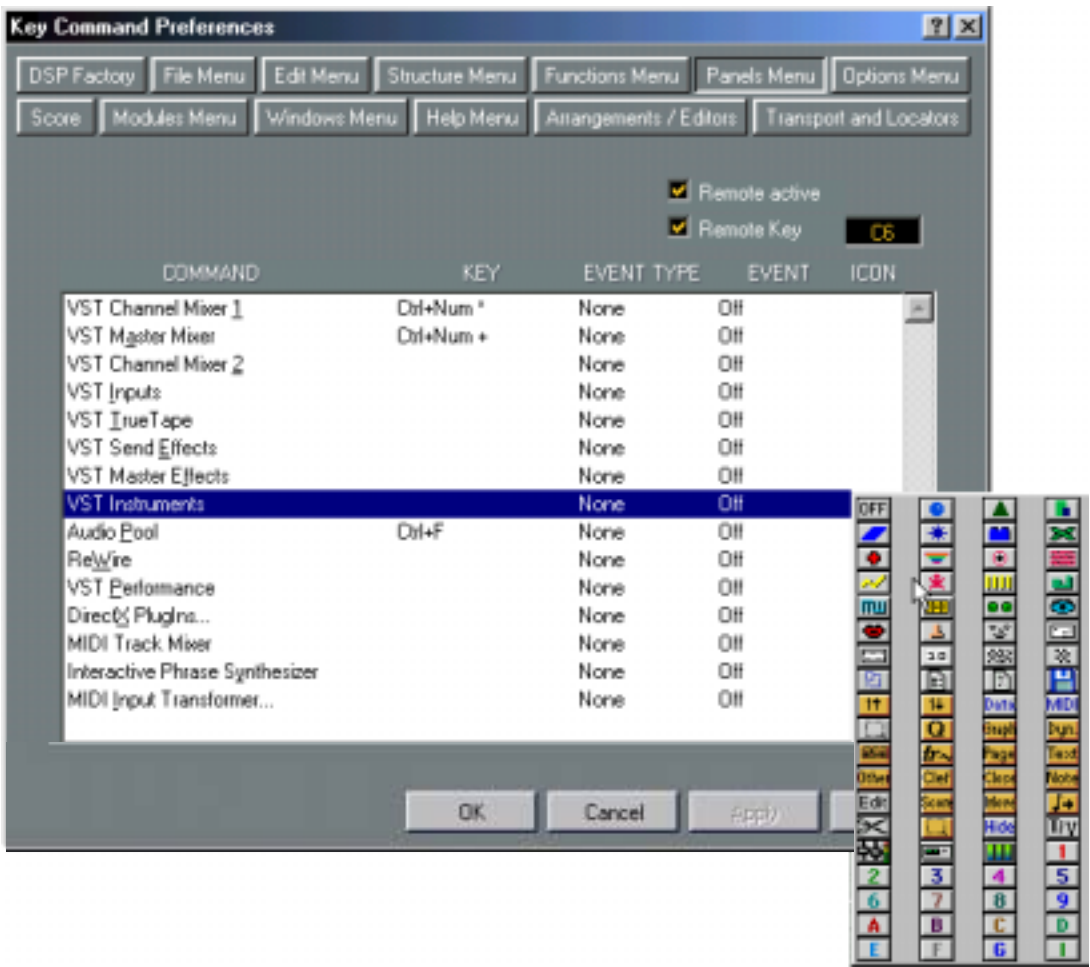 Key Command Preferences
DSP Factory File Menu Edit Menu Structure Menu Functions Menu Panels Menu Options Menu
Score Modules Menu Windows Menu Help Menu Arrangements / Editors Transport and Locators
Remote active
Remote Key C6
COMMAND KEY EVENT TYPE EVENT ICON
VST Channel Mixer 1 Ctrl+Num * None Off
VST Master Mixer Ctrl+Num + None Off
VST Channel Mixer 2 None Off
VST Inputs None Off
VST TrueTape None Off
VST Send Effects None Off
VST Master Effects None Off
VST Instruments None Off
Audio Pool Ctrl+F None Off
ReWire None Off
VST Performance None Off
DirectX PlugIns... None Off
MIDI Track Mixer None Off
Interactive Phrase Synthesizer None Off
MIDI Input Transformer... None Off
OK Cancel Apply
OFF
Data MIDI
Q Graph Dyn.
Page Text
Other Clef Note
Edit Score
Hide Try
1
2 3 4 5
6 7 8 9
A B C D
E F G I